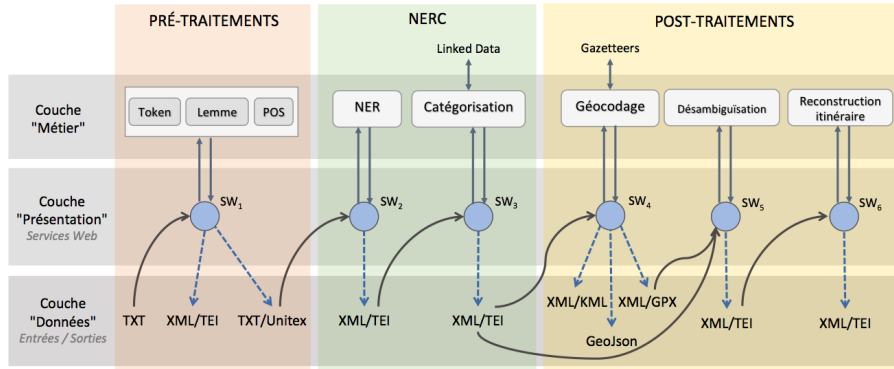 PRÉ-TRAITEMENTS
NERC
POST-TRAITEMENTS
Linked Data
Gazetteers
Couche
"Métier"
Token
Lemme
POS
NER
Catégorisation
Géocodage
Désambiguïsation
Reconstruction
itinéraire
Couche
"Présentation"
Services Web
SW1
SW2
SW3
SW4
SW5
SW6
Couche
"Données"
Entrées / Sorties
TXT
XML/TEI
TXT/Unitex
XML/TEI
XML/TEI
XML/KML
XML/GPX
GeoJson
XML/TEI
XML/TEI